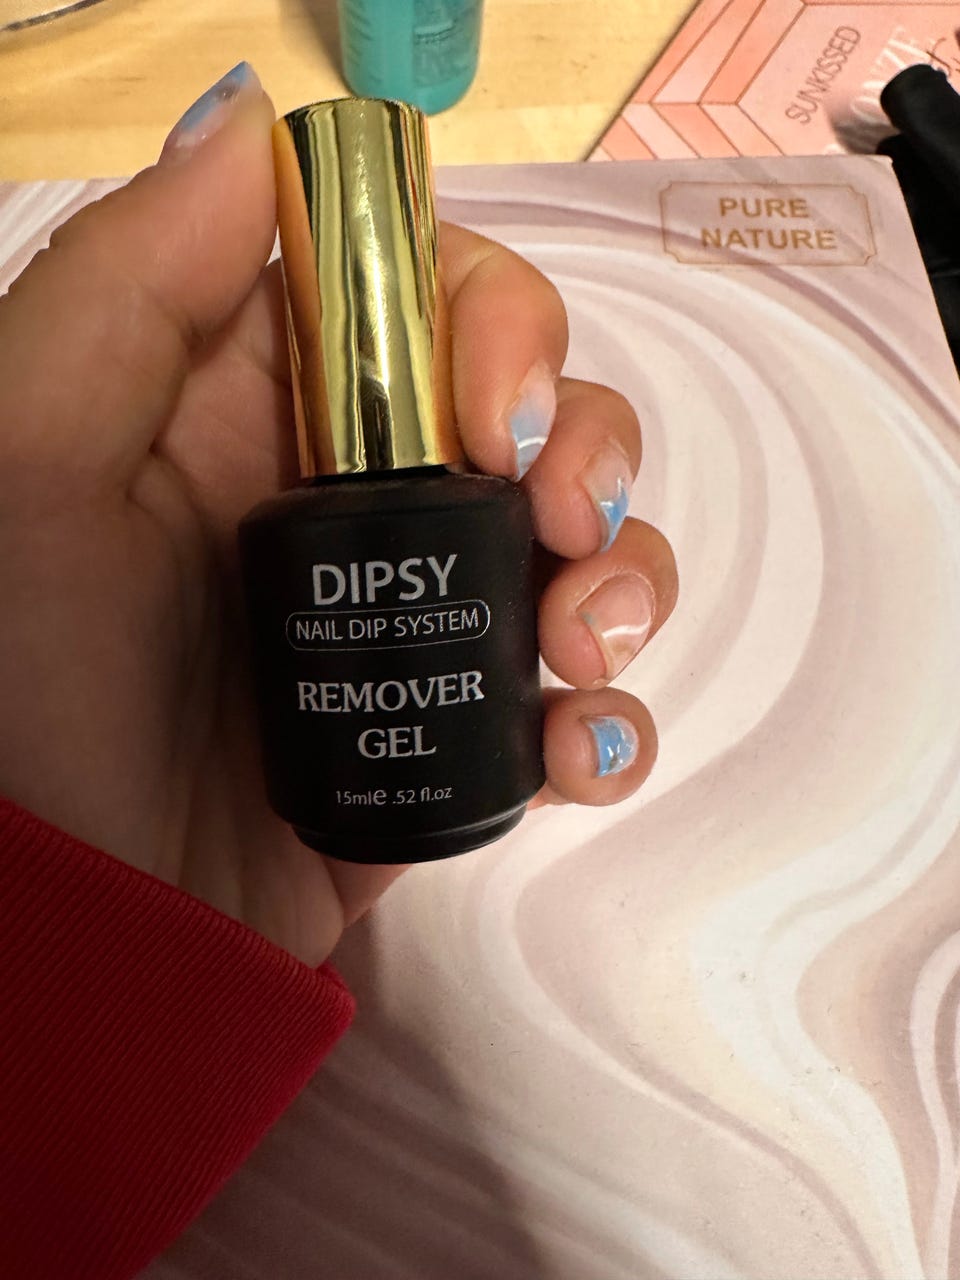 SUNKISSED
PURE
NATURE
DIPSY
NAIL DIP SYSTEM
REMOVER
GEL
15ml℮ .52 fl.oz